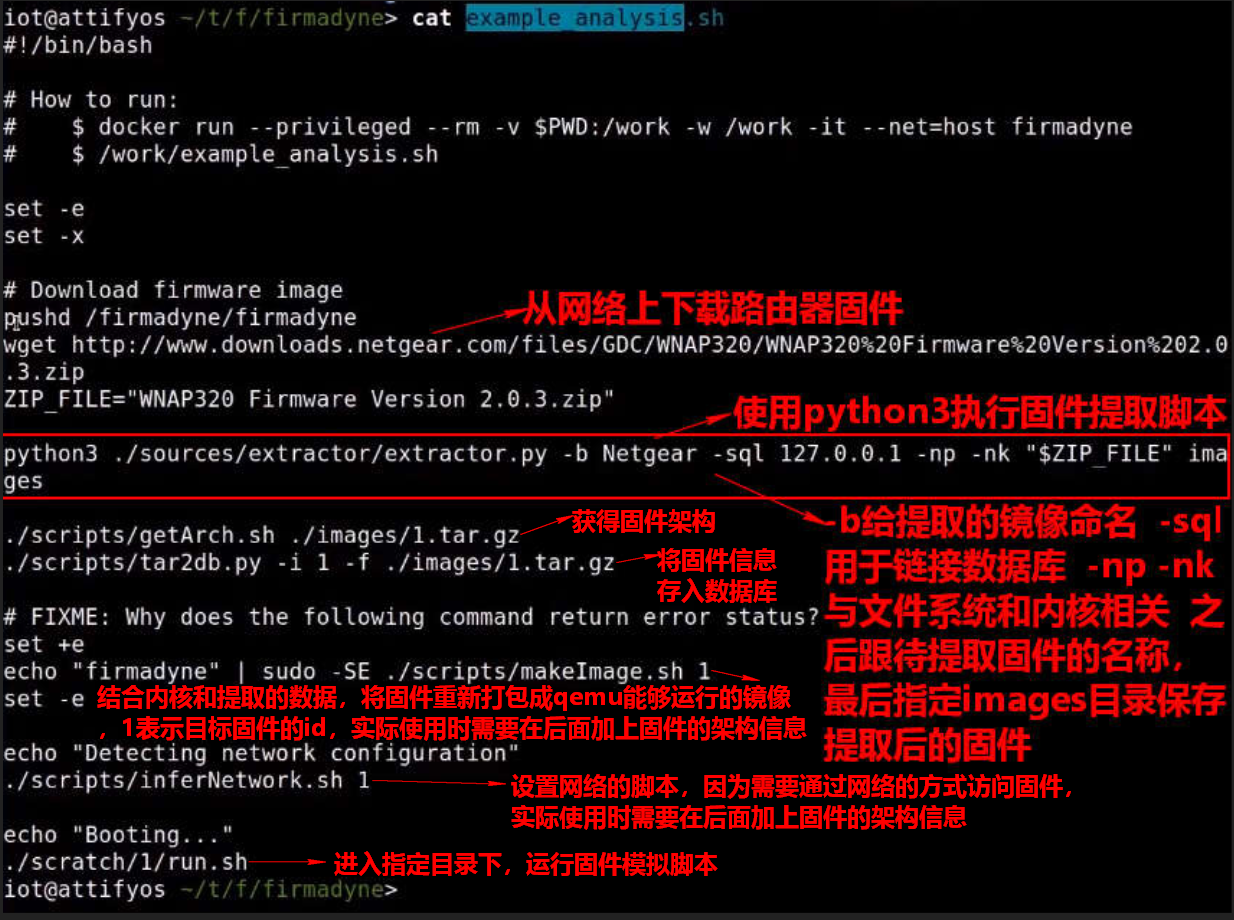 iot@attifyos ~/t/f/firmadyne> cat example_analysis.sh
#!/bin/bash
# How to run:
#    $ docker run --privileged --rm -v $PWD:/work -w /work -it --net=host firmadyne
#    $ /work/example_analysis.sh
set -e
set -x
# Download firmware image
从网络上下载路由器固件
pushd /firmadyne/firmadyne
wget http://www.downloads.netgear.com/files/GDC/WNAP320/WNAP320%20Firmware%20Version%202.0
.3.zip
ZIP_FILE="WNAP320 Firmware Version 2.0.3.zip"
使用python3执行固件提取脚本
python3 ./sources/extractor/extractor.py -b Netgear -sql 127.0.0.1 -np -nk "$ZIP_FILE" ima
ges
-b给提取的镜像命名 -sql
用于链接数据库 -np -nk
与文件系统和内核相关 之
后跟待提取固件的名称，
最后指定images目录保存
提取后的固件
获得固件架构
./scripts/getArch.sh ./images/1.tar.gz
./scripts/tar2db.py -i 1 -f ./images/1.tar.gz
将固件信息
存入数据库
# FIXME: Why does the following command return error status?
set +e
echo "firmadyne" | sudo -SE ./scripts/makeImage.sh 1
set -e
结合内核和提取的数据，将固件重新打包成qemu能够运行的镜像
，1表示目标固件的id，实际使用时需要在后面加上固件的架构信息
echo "Detecting network configuration"
./scripts/inferNetwork.sh 1
设置网络的脚本，因为需要通过网络的方式访问固件，
实际使用时需要在后面加上固件的架构信息
echo "Booting..."
./scratch/1/run.sh
进入指定目录下，运行固件模拟脚本
iot@attifyos ~/t/f/firmadyne>